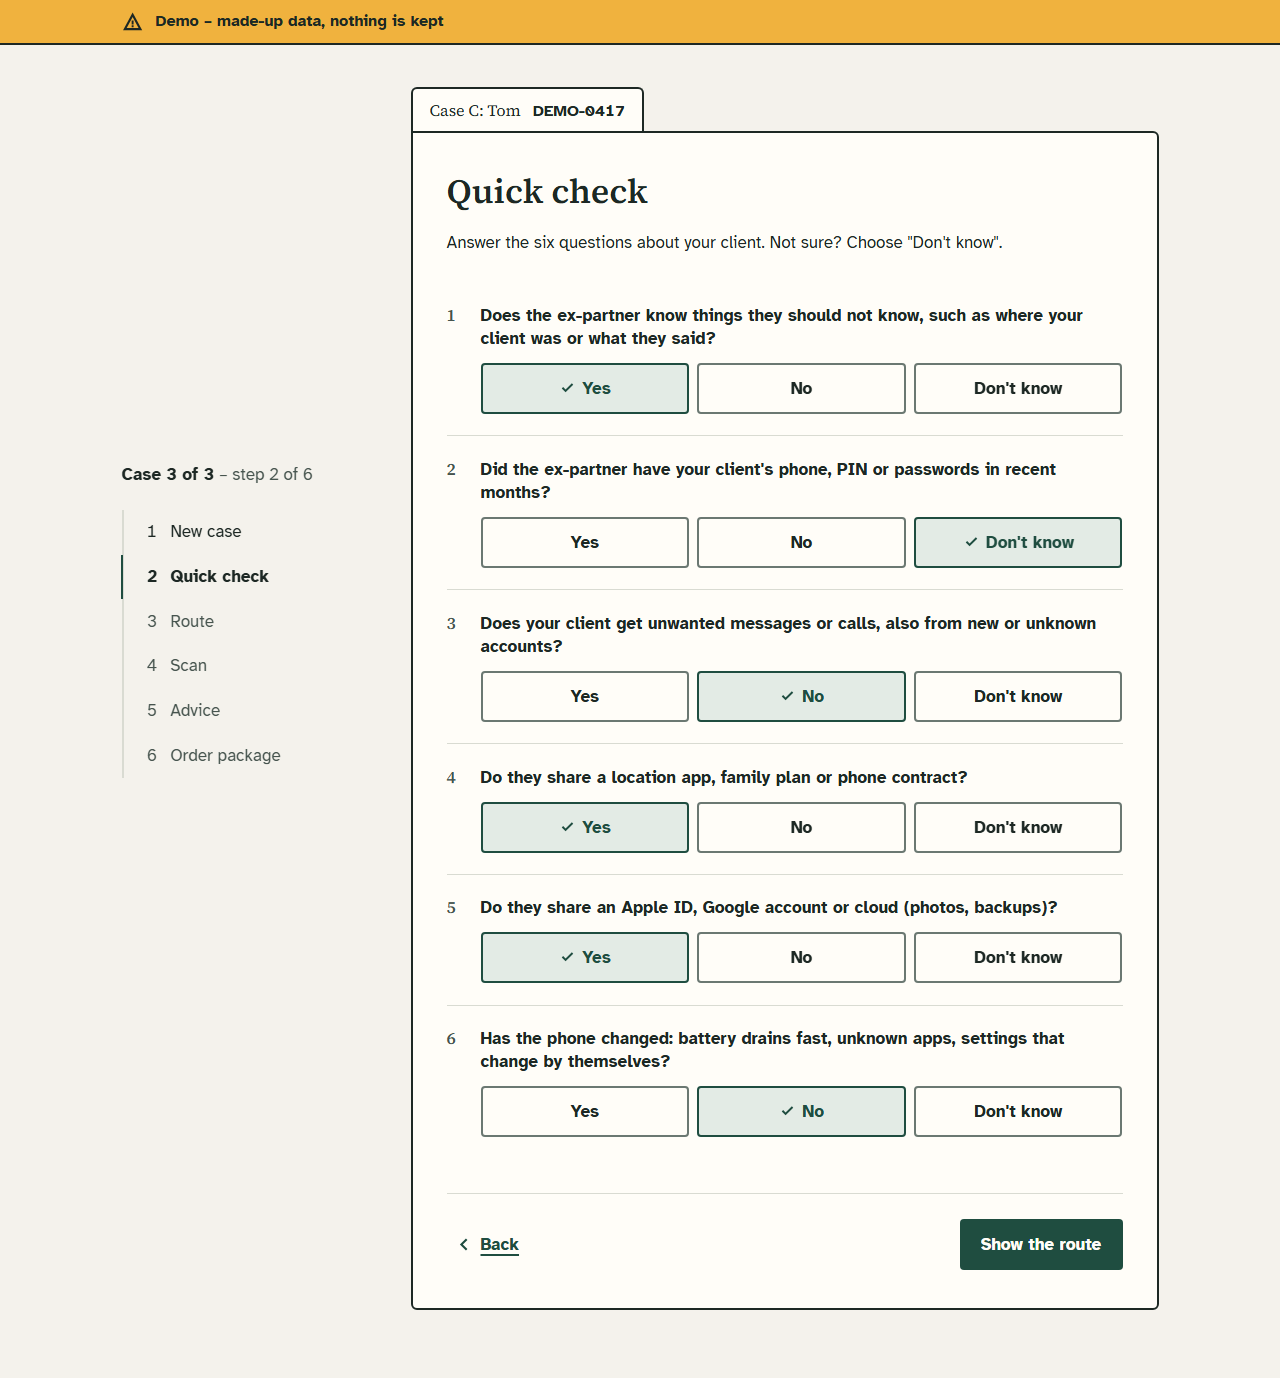 Demo – made-up data, nothing is kept
Case C: Tom DEMO-0417
Quick check
Answer the six questions about your client. Not sure? Choose "Don't know".
Case 3 of 3 – step 2 of 6
1 New case
2 Quick check
3 Route
4 Scan
5 Advice
6 Order package
1 Does the ex-partner know things they should not know, such as where your
client was or what they said?
Yes No Don't know
2 Did the ex-partner have your client's phone, PIN or passwords in recent
months?
Yes No Don't know
3 Does your client get unwanted messages or calls, also from new or unknown
accounts?
Yes No Don't know
4 Do they share a location app, family plan or phone contract?
Yes No Don't know
5 Do they share an Apple ID, Google account or cloud (photos, backups)?
Yes No Don't know
6 Has the phone changed: battery drains fast, unknown apps, settings that
change by themselves?
Yes No Don't know
Back
Show the route